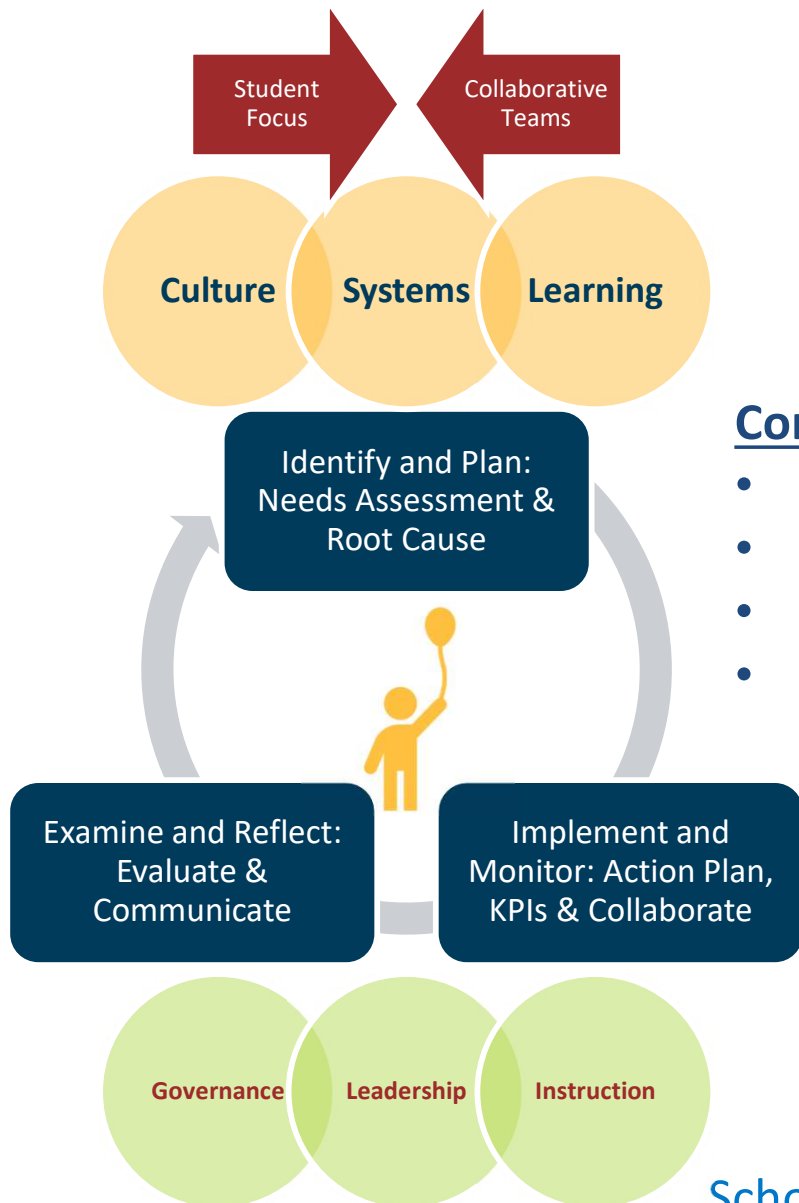 Student
Focus
Collaborative
Teams
Culture
Systems
Learning
Identify and Plan:
Needs Assessment &
Root Cause
•
•
•
•
Examine and Reflect:
Evaluate &
Communicate
Implement and
Monitor: Action Plan,
KPIs & Collaborate
Governance
Leadership
Instruction